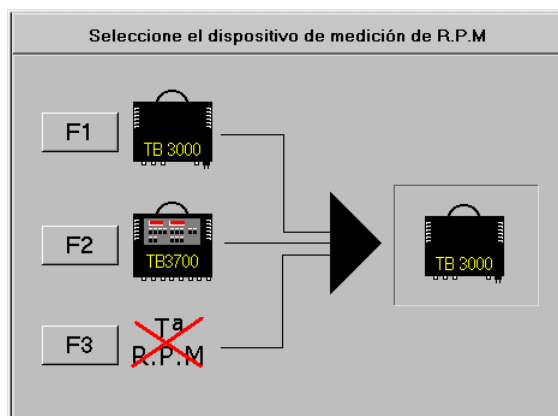 Seleccione el dispositivo de medición de R.P.M
F1
TB 3000
F2
TB3700
TB 3000
F3
Tª
R.P.M